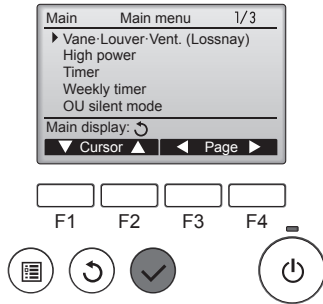 Main Main menu 1/3
Vane·Louver·Vent. (Lossnay)
High power
Timer
Weekly timer
OU silent mode
Main display:
Cursor Page
F1 F2 F3 F4